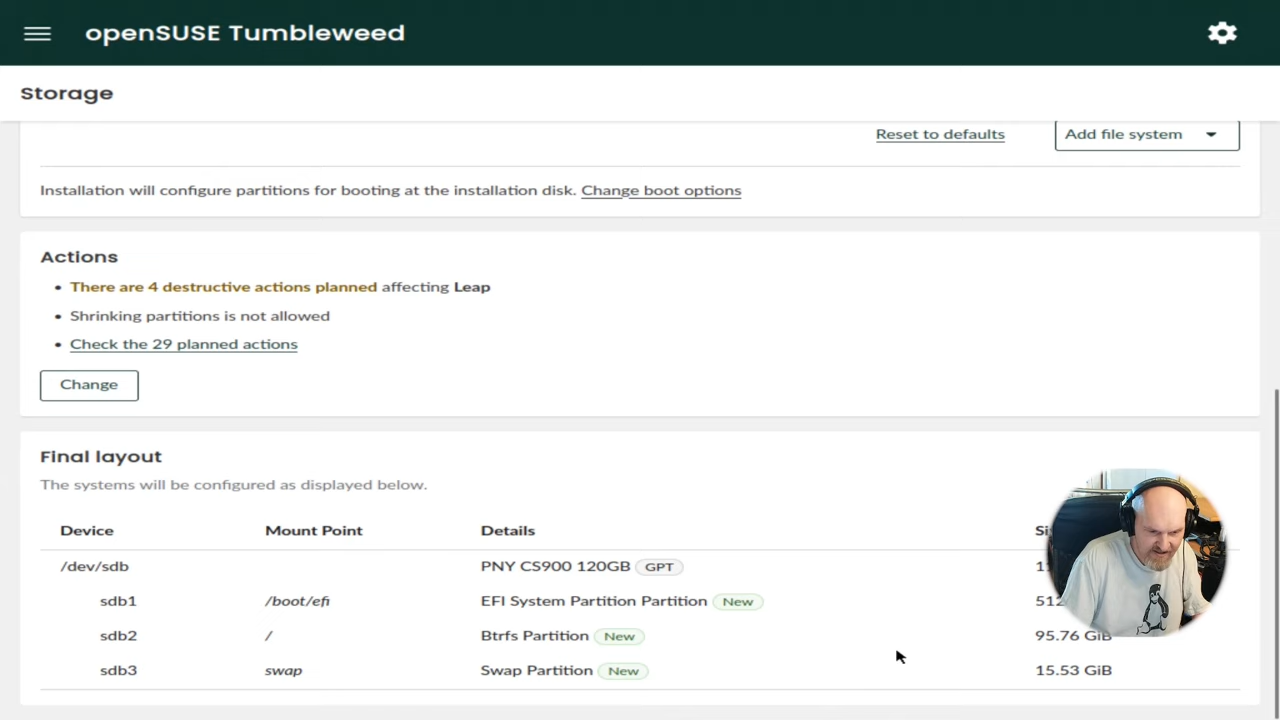 openSUSE Tumbleweed
Storage
Reset to defaults Add file system
Installation will configure partitions for booting at the installation disk. Change boot options
Actions
There are 4 destructive actions planned affecting Leap
Shrinking partitions is not allowed
Check the 29 planned actions
Change
Final layout
The systems will be configured as displayed below.
Device Mount Point Details
/dev/sdb PNY CS900 120GB GPT
sdb1 /boot/efi EFI System Partition Partition New
sdb2 / Btrfs Partition New 95.76 GiB
sdb3 swap Swap Partition New 15.53 GiB